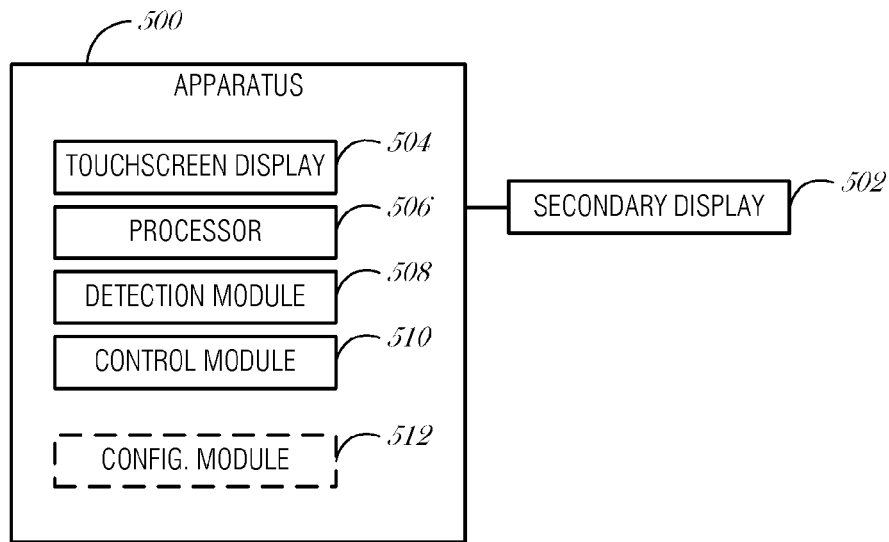 500
APPARATUS
TOUCHSCREEN DISPLAY
504
PROCESSOR
506
DETECTION MODULE
508
CONTROL MODULE
510
CONFIG. MODULE
512
SECONDARY DISPLAY
502